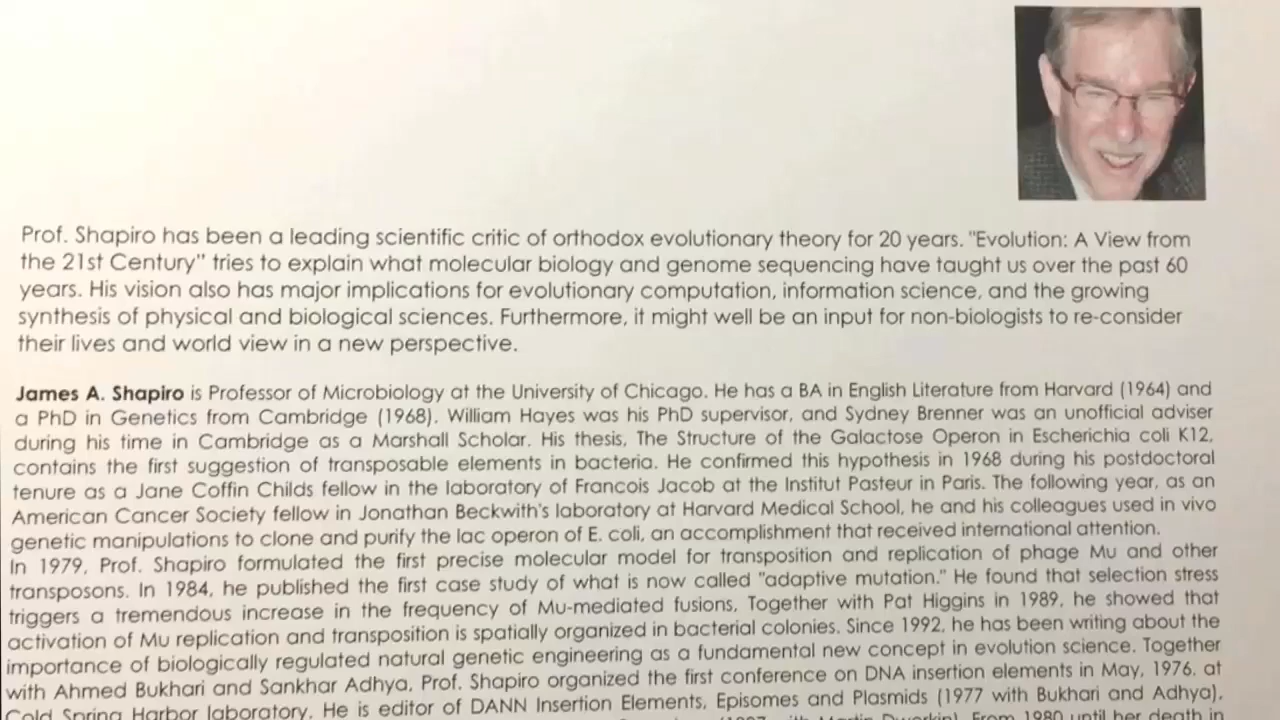 Prof. Shapiro has been a leading scientific critic of orthodox evolutionary theory for 20 years. "Evolution: A View from
the 21st Century" tries to explain what molecular biology and genome sequencing have taught us over the past 60
years. His vision also has major implications for evolutionary computation, information science, and the growing
synthesis of physical and biological sciences. Furthermore, it might well be an input for non-biologists to re-consider
their lives and world view in a new perspective.
James A. Shapiro is Professor of Microbiology at the University of Chicago. He has a BA in English Literature from Harvard (1964) and
a PhD in Genetics from Cambridge (1968). William Hayes was his PhD supervisor, and Sydney Brenner was an unofficial adviser
during his time in Cambridge as a Marshall Scholar. His thesis, The Structure of the Galactose Operon in Escherichia coli K12,
contains the first suggestion of transposable elements in bacteria. He confirmed this hypothesis in 1968 during his postdoctoral
tenure as a Jane Coffin Childs fellow in the laboratory of Francois Jacob at the Institut Pasteur in Paris. The following year, as an
American Cancer Society fellow in Jonathan Beckwith's laboratory at Harvard Medical School, he and his colleagues used in vivo
genetic manipulations to clone and purify the lac operon of E. coli, an accomplishment that received international attention.
In 1979, Prof. Shapiro formulated the first precise molecular model for transposition and replication of phage Mu and other
transposons. In 1984, he published the first case study of what is now called "adaptive mutation." He found that selection stress
triggers a tremendous increase in the frequency of Mu-mediated fusions. Together with Pat Higgins in 1989, he showed that
activation of Mu replication and transposition is spatially organized in bacterial colonies. Since 1992, he has been writing about the
importance of biologically regulated natural genetic engineering as a fundamental new concept in evolution science. Together
with Ahmed Bukhari and Sankhar Adhya, Prof. Shapiro organized the first conference on DNA insertion elements in May, 1976, at
Cold Spring Harbor laboratory. He is editor of DANN Insertion Elements, Episomes and Plasmids (1977 with Bukhari and Adhya),
with Martin Dworkin). From 1980 until her death in